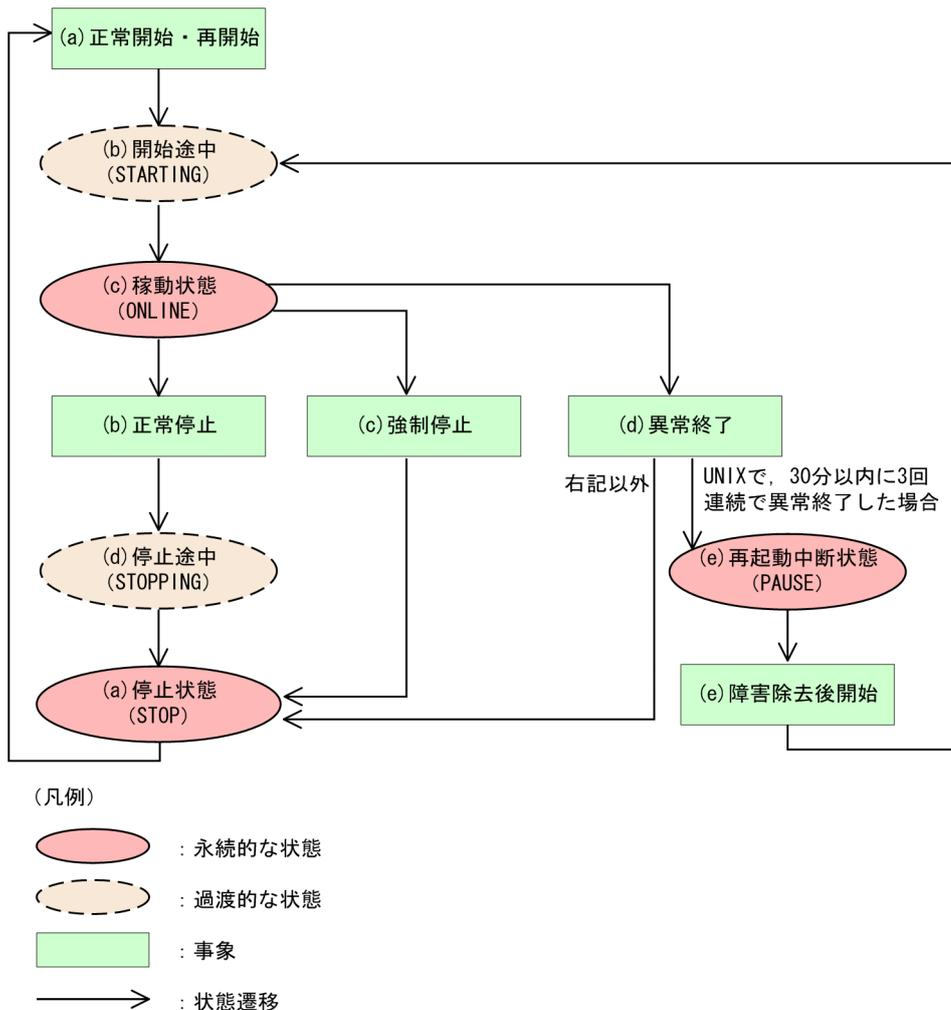 (a)正常開始・再開始
(b)開始途中
(STARTING)
(c)稼動状態
(ONLINE)
(b)正常停止
(c)強制停止
(d)異常終了
右記以外
UNIXで，30分以内に3回
連続で異常終了した場合
(d)停止途中
(STOPPING)
(e)再起動中断状態
(PAUSE)
(a)停止状態
(STOP)
(e)障害除去後開始
(凡例)
：永続的な状態
：過渡的な状態
：事象
：状態遷移